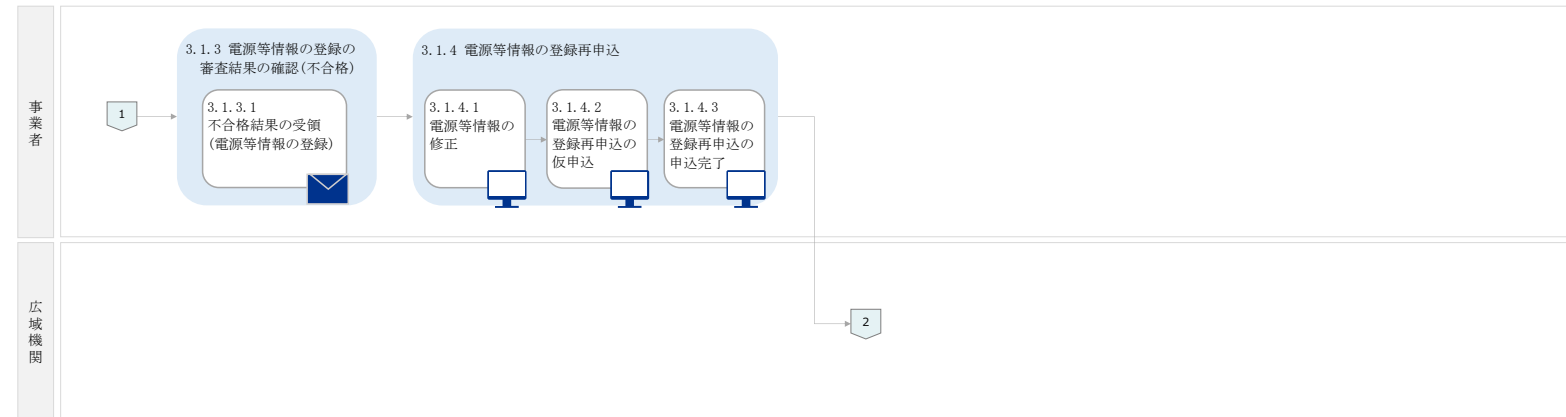 事業者
1
3.1.3 電源等情報の登録の
審査結果の確認(不合格)
3.1.3.1
不合格結果の受領
(電源等情報の登録)
3.1.4 電源等情報の登録再申込
3.1.4.1
電源等情報の
修正
3.1.4.2
電源等情報の
登録再申込の
仮申込
3.1.4.3
電源等情報の
登録再申込の
申込完了
広域機関
2